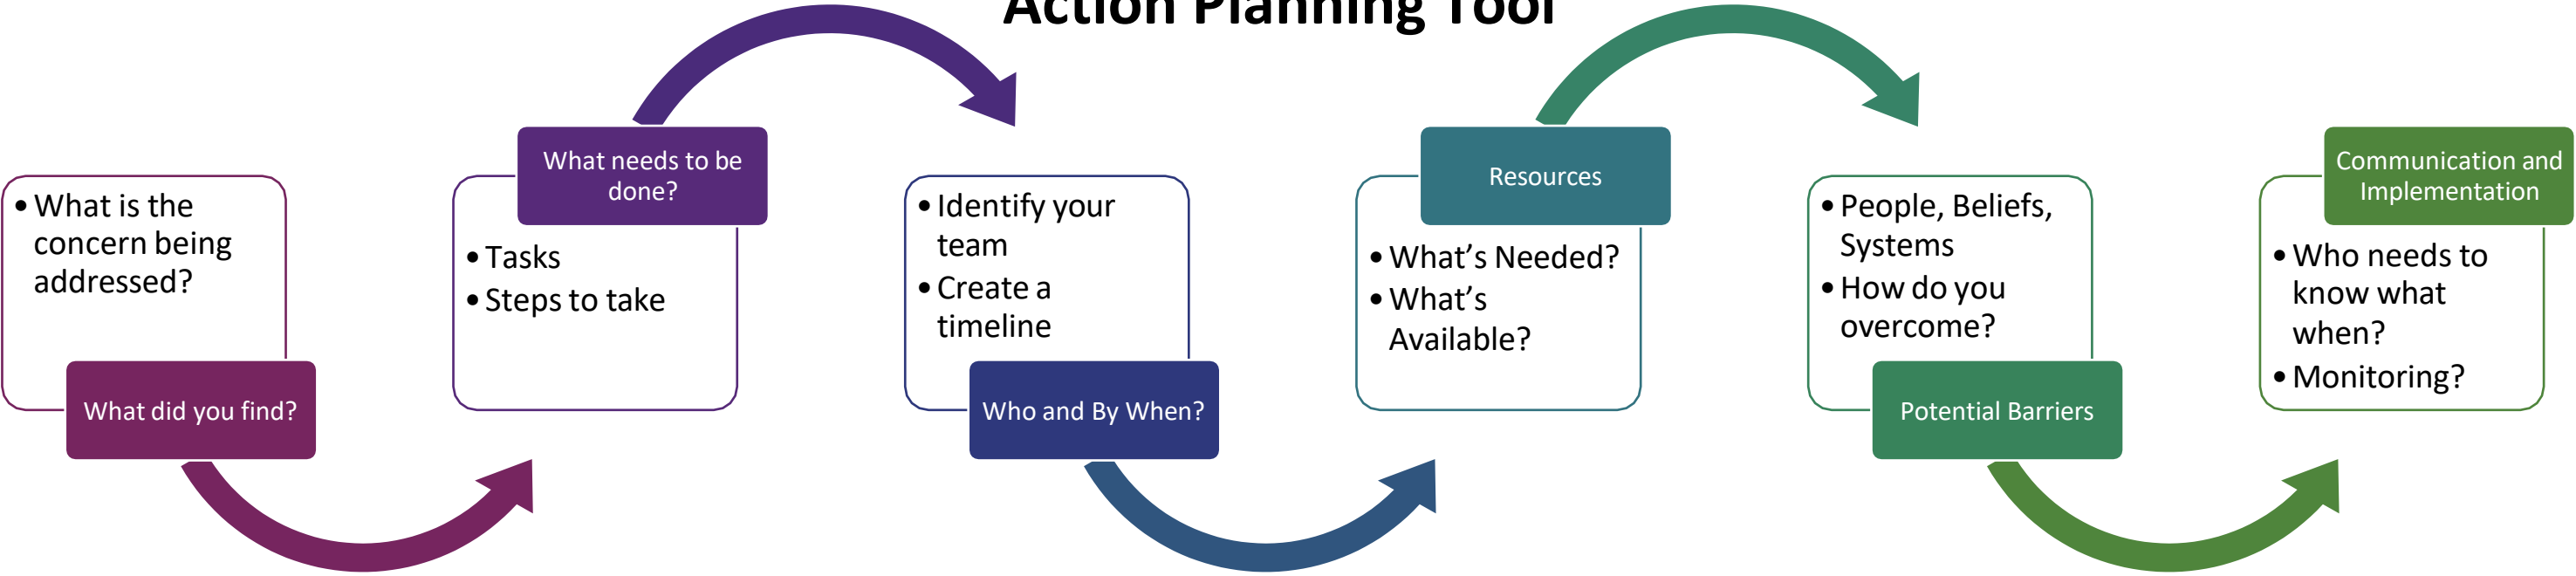 Action Planning Tool
• What is the
concern being
addressed?
What did you find?
What needs to be
done?
• Tasks
• Steps to take
• Identify your
team
• Create a
timeline
Who and By When?
Resources
• What's Needed?
• What's
Available?
• People, Beliefs,
Systems
• How do you
overcome?
Potential Barriers
Communication and
Implementation
• Who needs to
know what
when?
• Monitoring?